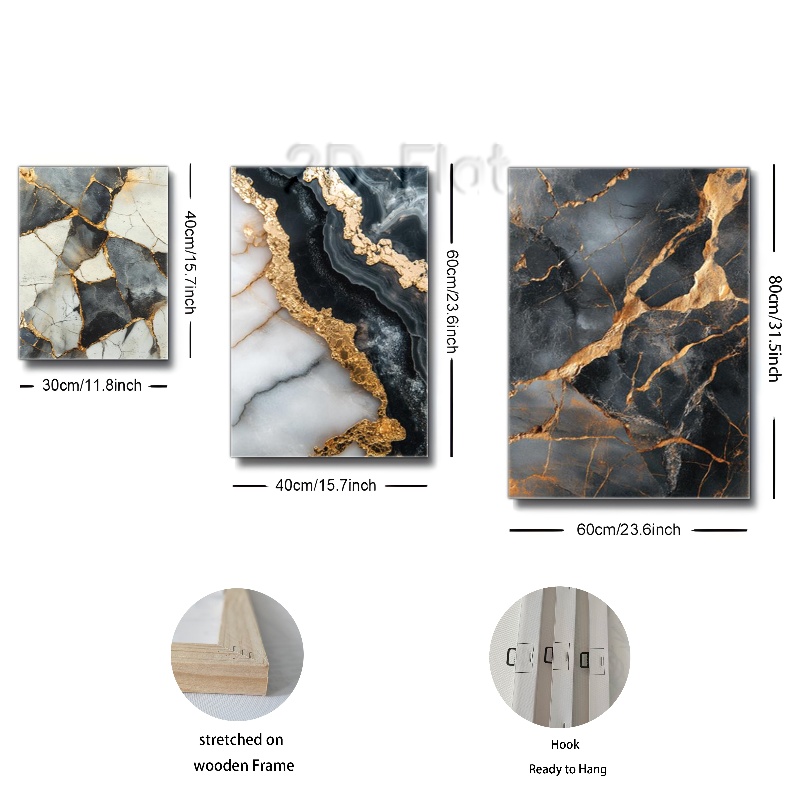 2D Flat
40cm/15.7inch
30cm/11.8inch
60cm/23.6inch
40cm/15.7inch
80cm/31.5inch
60cm/23.6inch
stretched on
wooden Frame
Hook
Ready to Hang